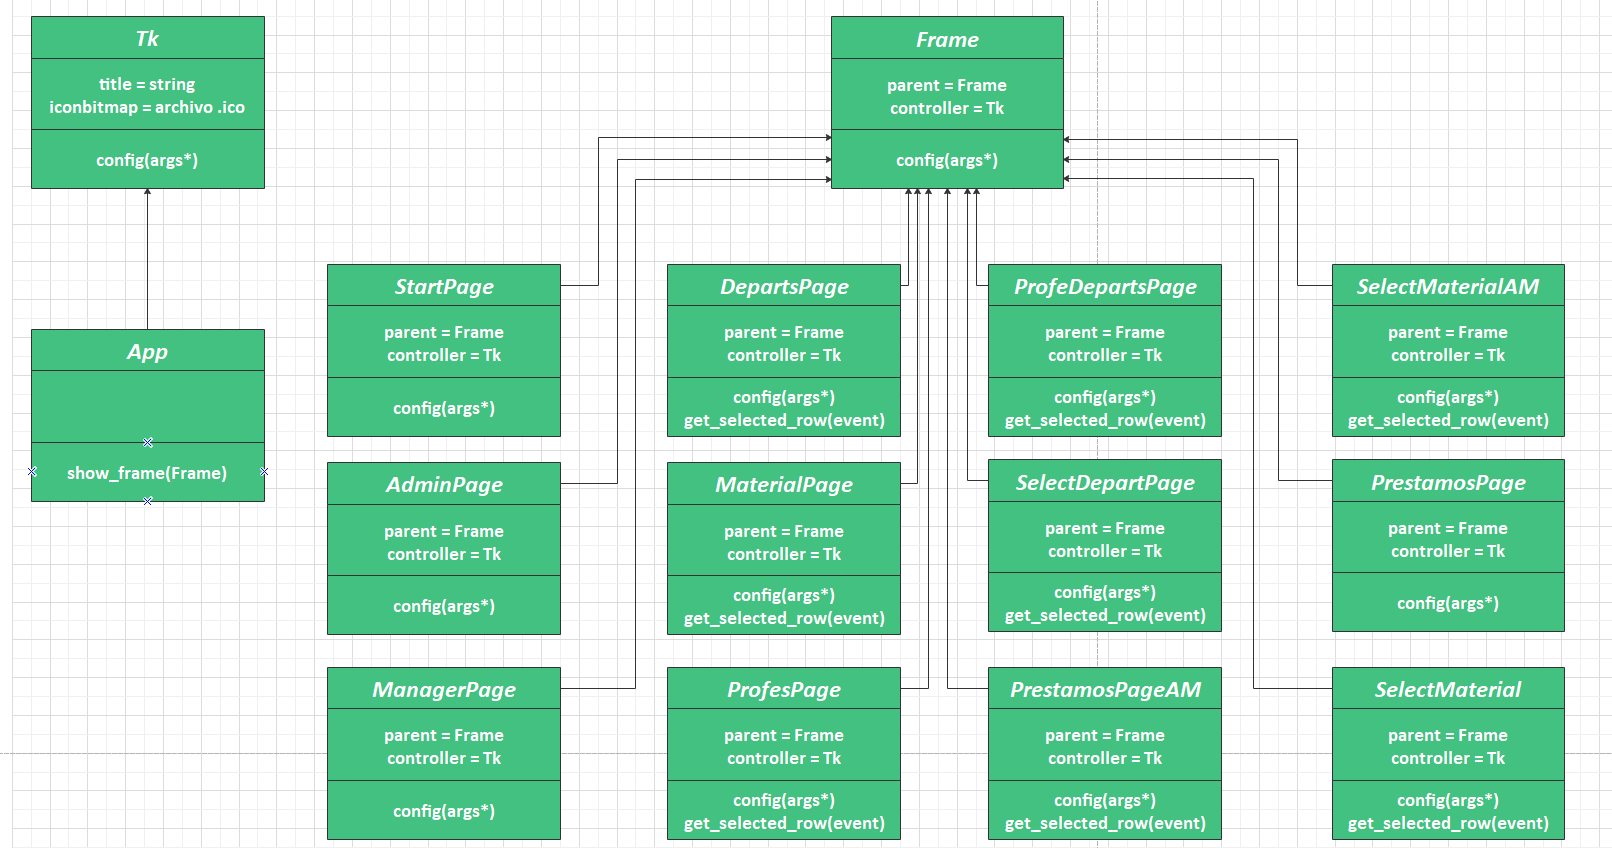 Tk
title = string
iconbitmap = archivo .ico
config(args*)
Frame
parent = Frame
controller = Tk
config(args*)
App
show_frame(Frame)
StartPage
parent = Frame
controller = Tk
config(args*)
DepartsPage
parent = Frame
controller = Tk
config(args*)
get_selected_row(event)
ProfeDepartsPage
parent = Frame
controller = Tk
config(args*)
get_selected_row(event)
SelectMaterialAM
parent = Frame
controller = Tk
config(args*)
get_selected_row(event)
AdminPage
parent = Frame
controller = Tk
config(args*)
MaterialPage
parent = Frame
controller = Tk
config(args*)
get_selected_row(event)
SelectDepartPage
parent = Frame
controller = Tk
config(args*)
get_selected_row(event)
PrestamosPage
parent = Frame
controller = Tk
config(args*)
ManagerPage
parent = Frame
controller = Tk
config(args*)
ProfesPage
parent = Frame
controller = Tk
config(args*)
get_selected_row(event)
PrestamosPageAM
parent = Frame
controller = Tk
config(args*)
get_selected_row(event)
SelectMaterial
parent = Frame
controller = Tk
config(args*)
get_selected_row(event)